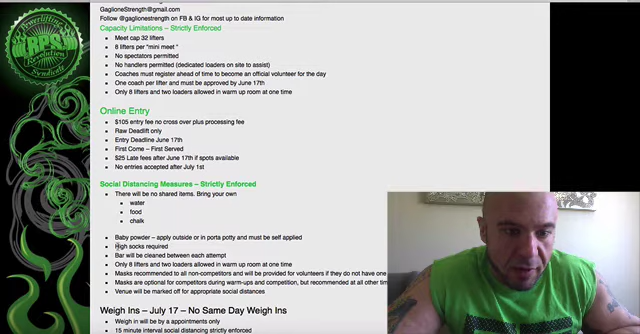 GaglioneStrength@gmail.com
Follow @gaglionestrength on FB & IG for most up to date information
Capacity Limitations – Strictly Enforced
Meet cap 32 lifters
8 lifters per "mini meet "
No spectators permitted
No handlers permitted (dedicated loaders on site to assist)
Coaches must register ahead of time to become an official volunteer for the day
One coach per lifter and must be approved by June 17th
Only 8 lifters and two loaders allowed in warm up room at one time
Online Entry
$105 entry fee no cross over plus processing fee
Raw Deadlift only
Entry Deadline June 17th
First Come – First Served
$25 Late fees after June 17th if spots available
No entries accepted after July 1st
Social Distancing Measures – Strictly Enforced
There will be no shared items. Bring your own
water
food
chalk
Baby powder – apply outside or in porta potty and must be self applied
High socks required
Bar will be cleaned between each attempt
Only 8 lifters and two loaders allowed in warm up room at one time
Masks recommended to all non-competitors and will be provided for volunteers if they do not have one
Masks are optional for competitors during warm-ups and competition, but recommended at all other
Venue will be marked off for appropriate social distances
Weigh Ins – July 17 – No Same Day Weigh Ins
Weigh in will be by appointments only
15 minute interval social distancing strictly enforced
Powerlifting
RPS
Revolution
Syndicate